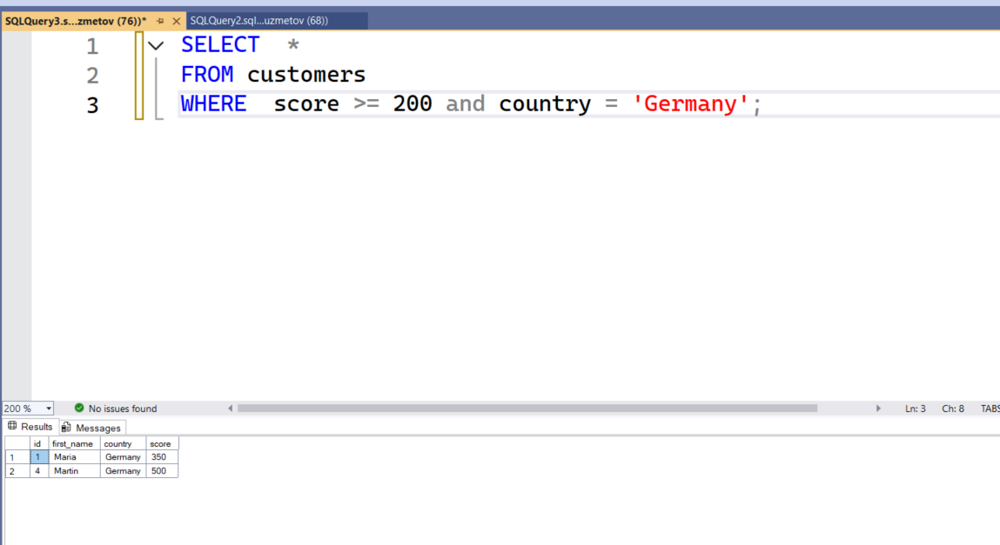 SQLQuery3.s...zmetov (76))* SQLQuery2.sql...uzmetov (68))
1 SELECT *
2 FROM customers
3 WHERE score >= 200 and country = 'Germany';
200 % No issues found Ln: 3 Ch: 8 TABS
Results Messages
id first_name country score
1 1 Maria Germany 350
2 4 Martin Germany 500